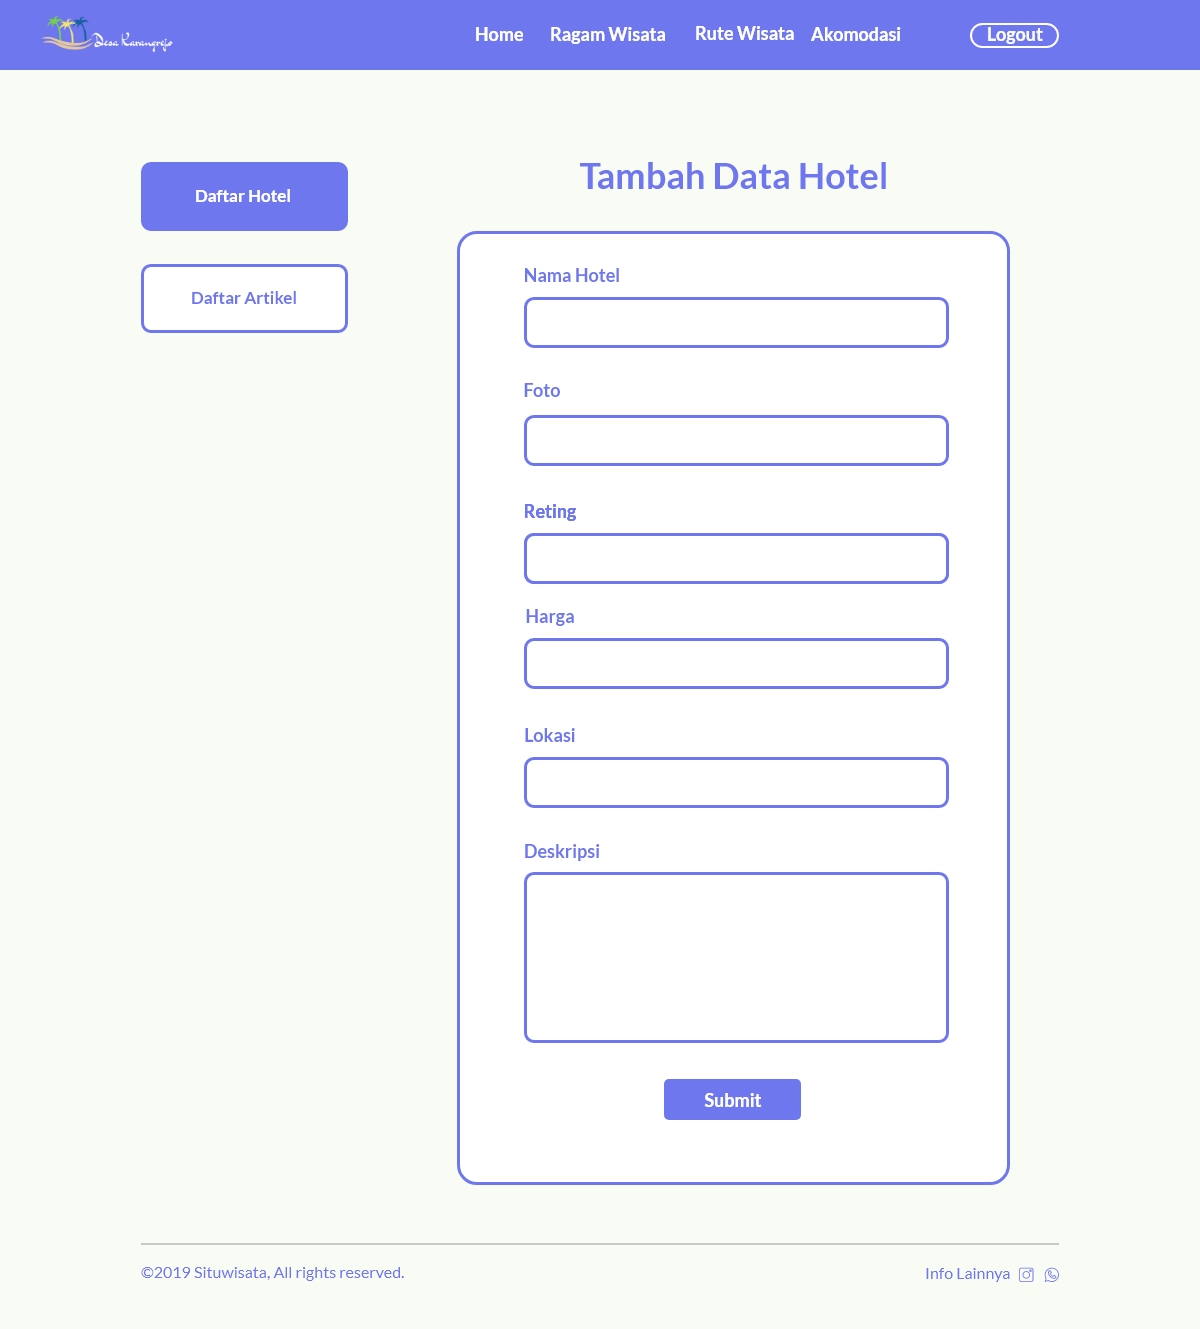 Desa Karangrejo
Home Ragam Wisata Rute Wisata Akomodasi Logout
Daftar Hotel
Daftar Artikel
Tambah Data Hotel
Nama Hotel
Foto
Reting
Harga
Lokasi
Deskripsi
Submit
©2019 Situwisata, All rights reserved.
Info Lainnya